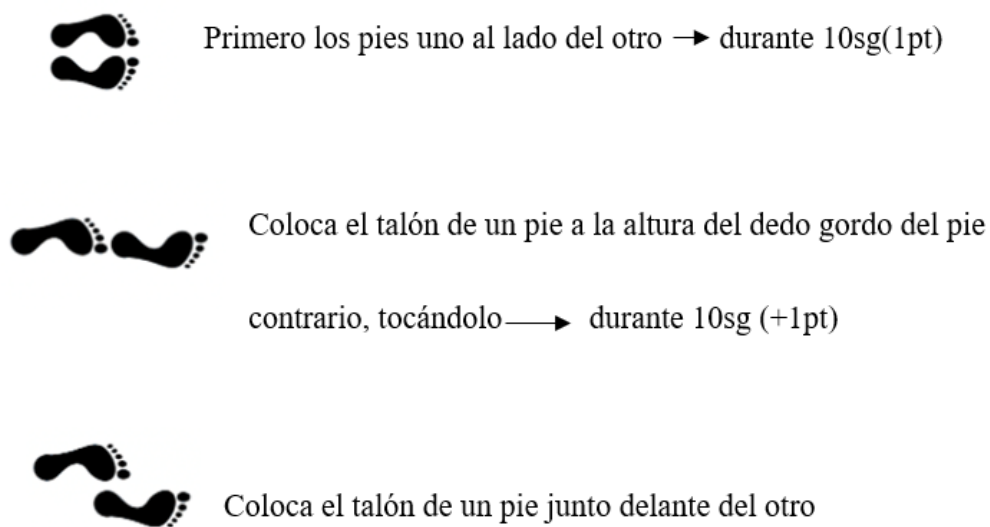 Primero los pies uno al lado del otro → durante 10sg(1pt)
Coloca el talón de un pie a la altura del dedo gordo del pie
contrario, tocándolo → durante 10sg (+1pt)
Coloca el talón de un pie junto delante del otro